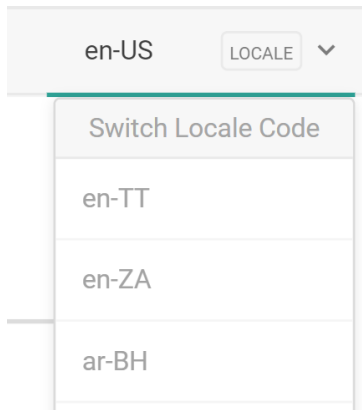 en-US LOCALE
Switch Locale Code
en-TT
en-ZA
ar-BH